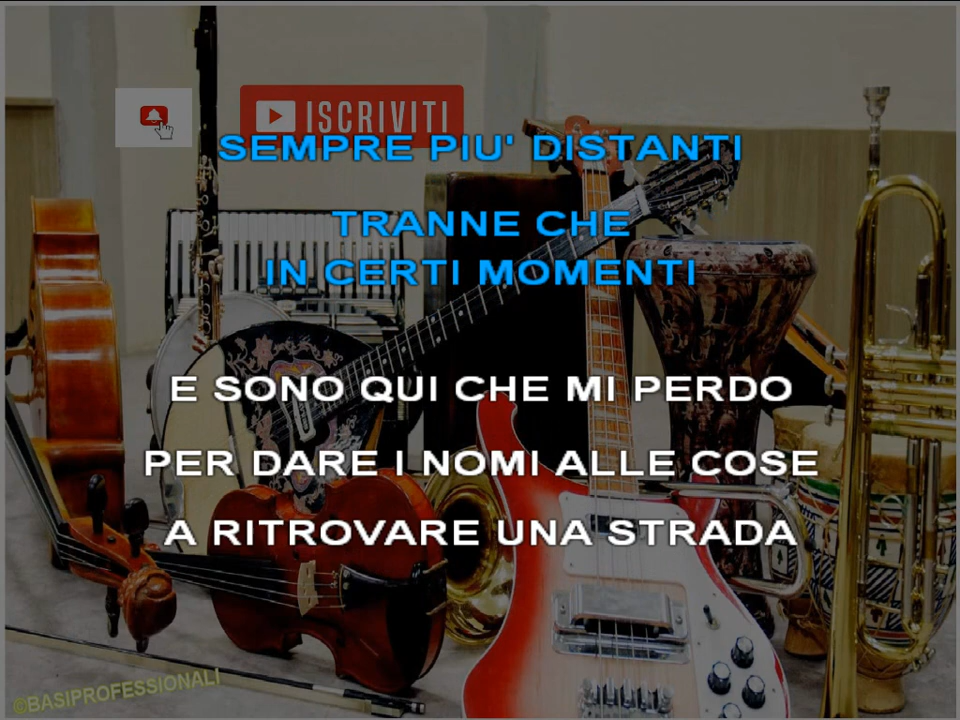 ISCRIVITI
SEMPRE PIU' DISTANTI
TRANNE CHE
IN CERTI MOMENTI
E SONO QUI CHE MI PERDO
PER DARE I NOMI ALLE COSE
A RITROVARE UNA STRADA
©BASIPROFESSIONALI